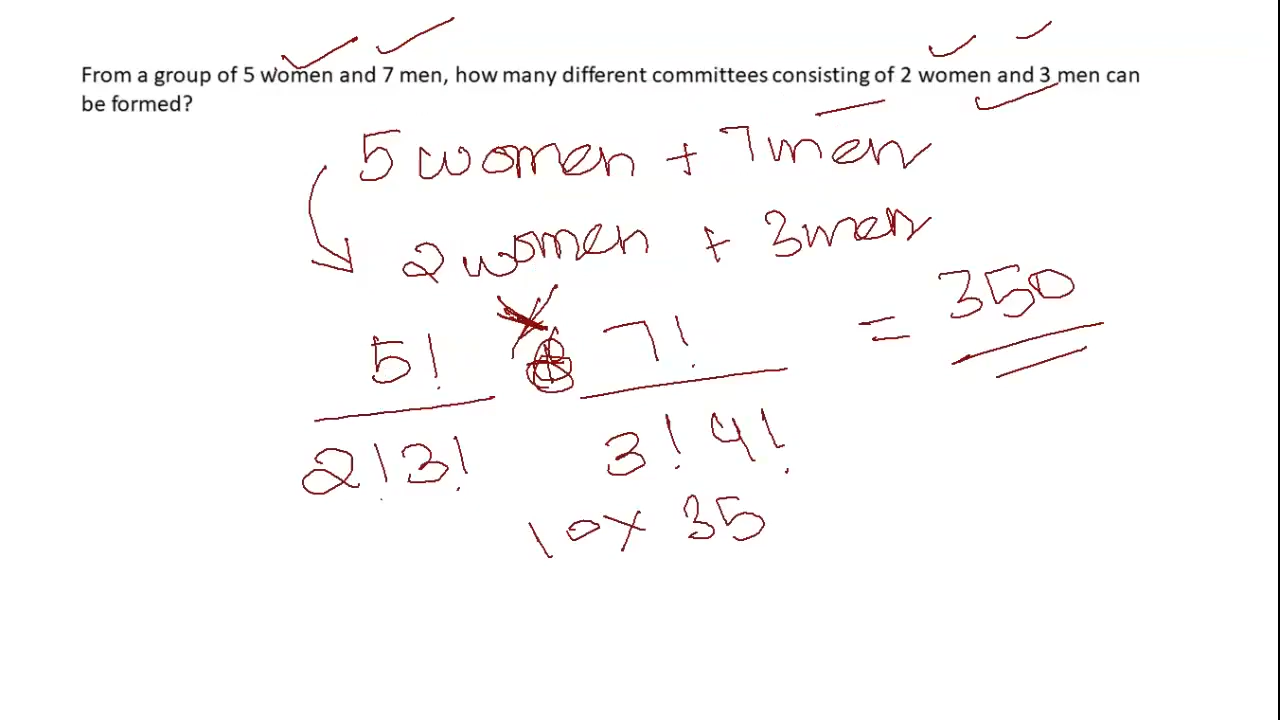 From a group of 5 women and 7 men, how many different committees consisting of 2 women and 3 men can
be formed?
5 women + 7 men
2 women + 3 men
5! × 7! = 350
2!3! 3!4!
10 × 35